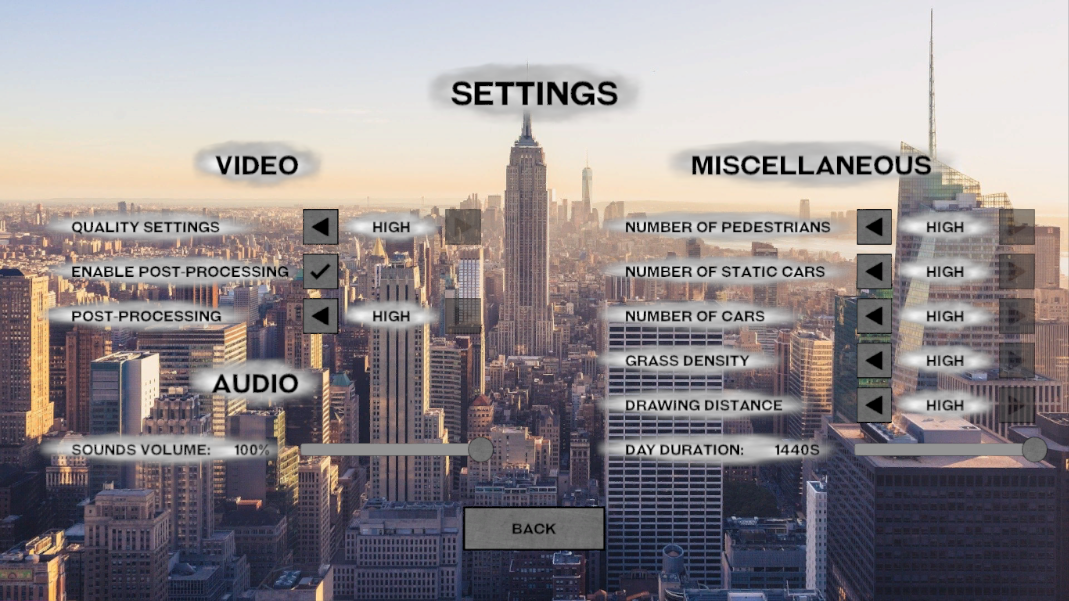 SETTINGS
VIDEO
QUALITY SETTINGS HIGH
ENABLE POST-PROCESSING
POST-PROCESSING HIGH
AUDIO
SOUNDS VOLUME: 100%
MISCELLANEOUS
NUMBER OF PEDESTRIANS HIGH
NUMBER OF STATIC CARS HIGH
NUMBER OF CARS HIGH
GRASS DENSITY HIGH
DRAWING DISTANCE HIGH
DAY DURATION: 1440S
BACK